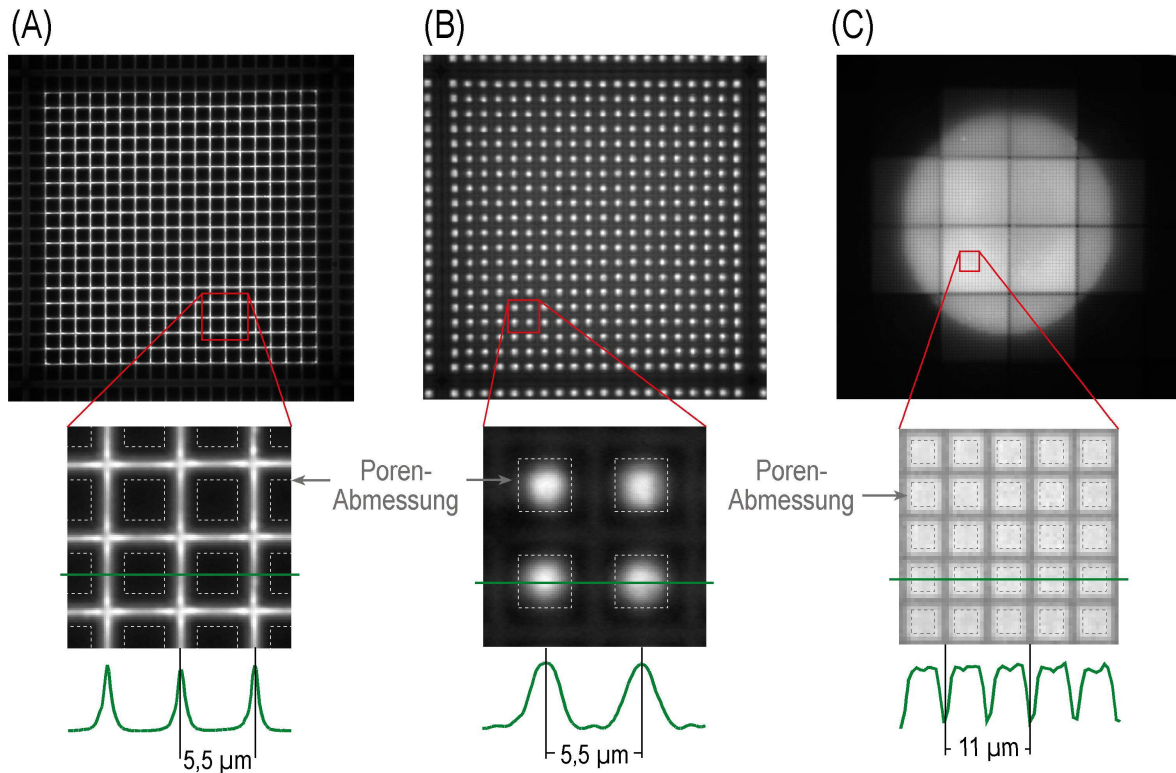 (A)
(B)
(C)
Poren-
Abmessung
Poren-
Abmessung
5,5 µm
5,5 µm
11 µm